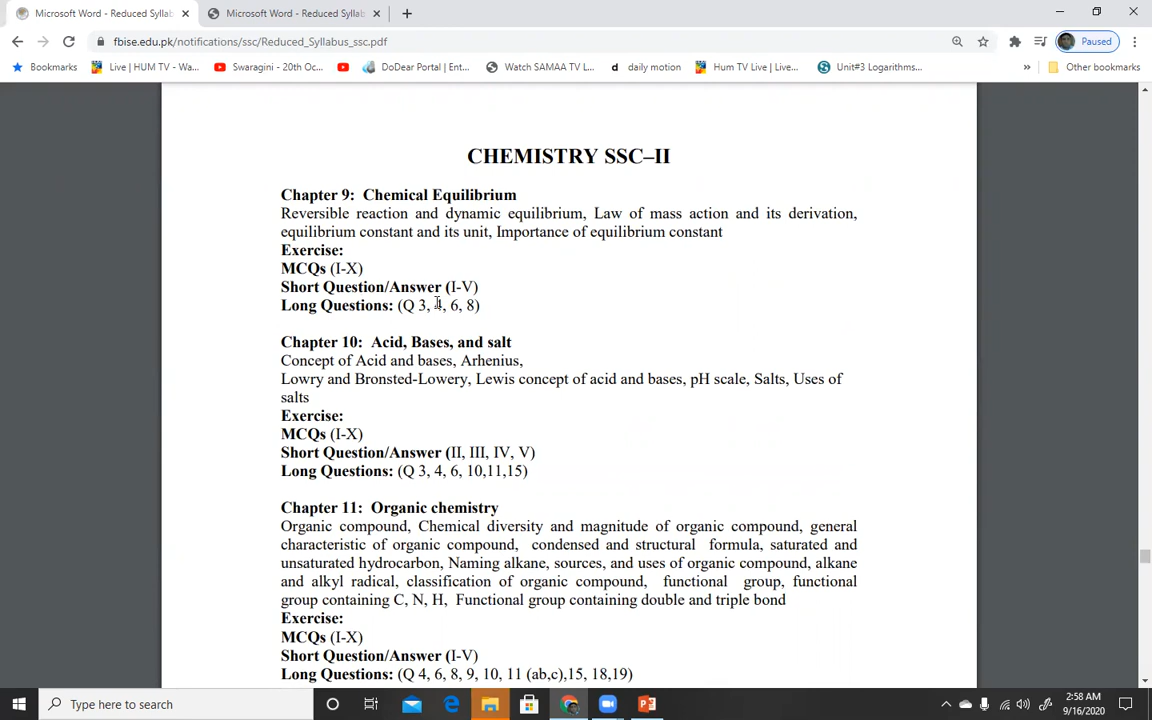 Microsoft Word - Reduced Syllab
Microsoft Word - Reduced Syllab
fbise.edu.pk/notifications/ssc/Reduced_Syllabus_ssc.pdf
Paused
Bookmarks
Live | HUM TV - Wa...
Swaragini - 20th Oc...
DoDear Portal | Ent...
Watch SAMAA TV L...
daily motion
Hum TV Live | Live...
Unit#3 Logarithms...
»
Other bookmarks
CHEMISTRY SSC–II
Chapter 9: Chemical Equilibrium
Reversible reaction and dynamic equilibrium, Law of mass action and its derivation,
equilibrium constant and its unit, Importance of equilibrium constant
Exercise:
MCQs (I-X)
Short Question/Answer (I-V)
Long Questions: (Q 3, 4, 6, 8)
Chapter 10: Acid, Bases, and salt
Concept of Acid and bases, Arhenius,
Lowry and Bronsted-Lowery, Lewis concept of acid and bases, pH scale, Salts, Uses of
salts
Exercise:
MCQs (I-X)
Short Question/Answer (II, III, IV, V)
Long Questions: (Q 3, 4, 6, 10,11,15)
Chapter 11: Organic chemistry
Organic compound, Chemical diversity and magnitude of organic compound, general
characteristic of organic compound, condensed and structural formula, saturated and
unsaturated hydrocarbon, Naming alkane, sources, and uses of organic compound, alkane
and alkyl radical, classification of organic compound, functional group, functional
group containing C, N, H, Functional group containing double and triple bond
Exercise:
MCQs (I-X)
Short Question/Answer (I-V)
Long Questions: (Q 4, 6, 8, 9, 10, 11 (ab,c),15, 18,19)
Type here to search
2:58 AM
9/16/2020